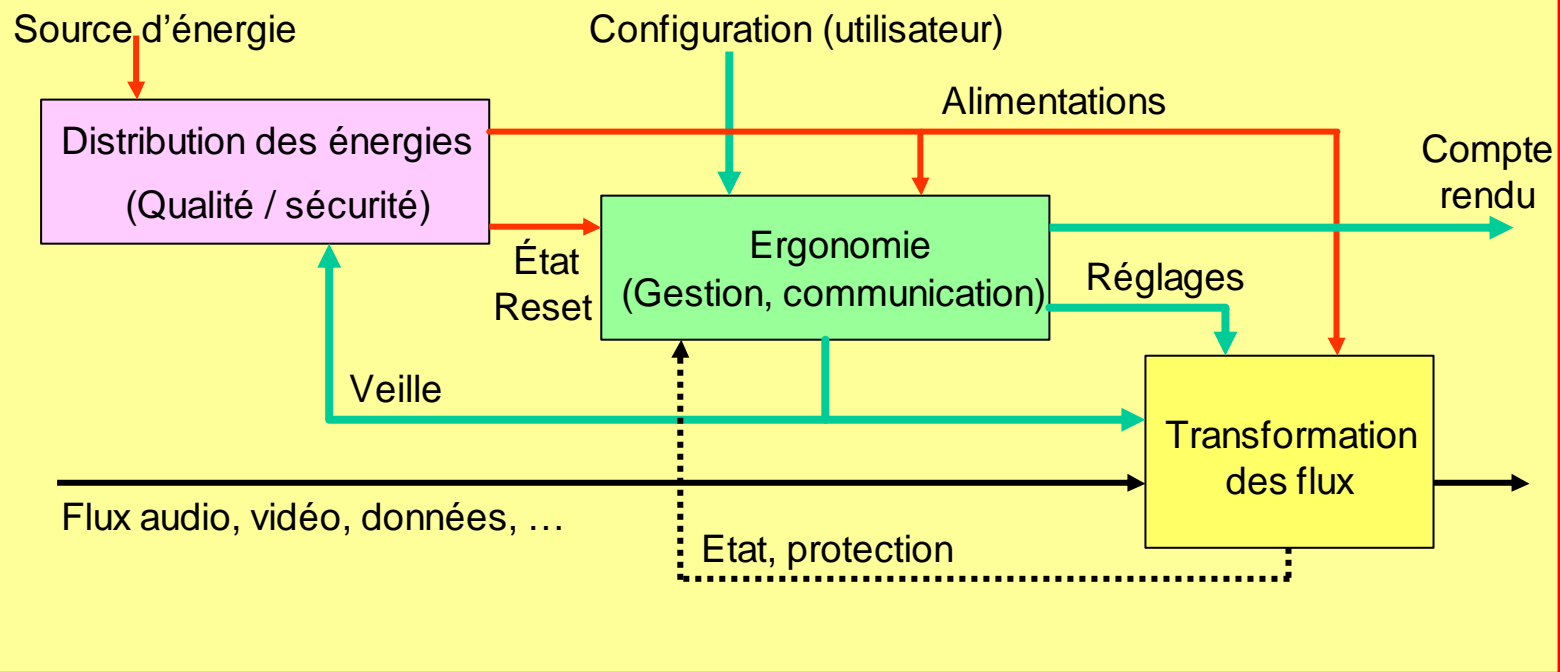 Source d'énergie
Configuration (utilisateur)
Alimentations
Distribution des énergies
(Qualité / sécurité)
Compte
rendu
État
Reset
Ergonomie
(Gestion, communication)
Réglages
Veille
Transformation
des flux
Flux audio, vidéo, données, …
Etat, protection